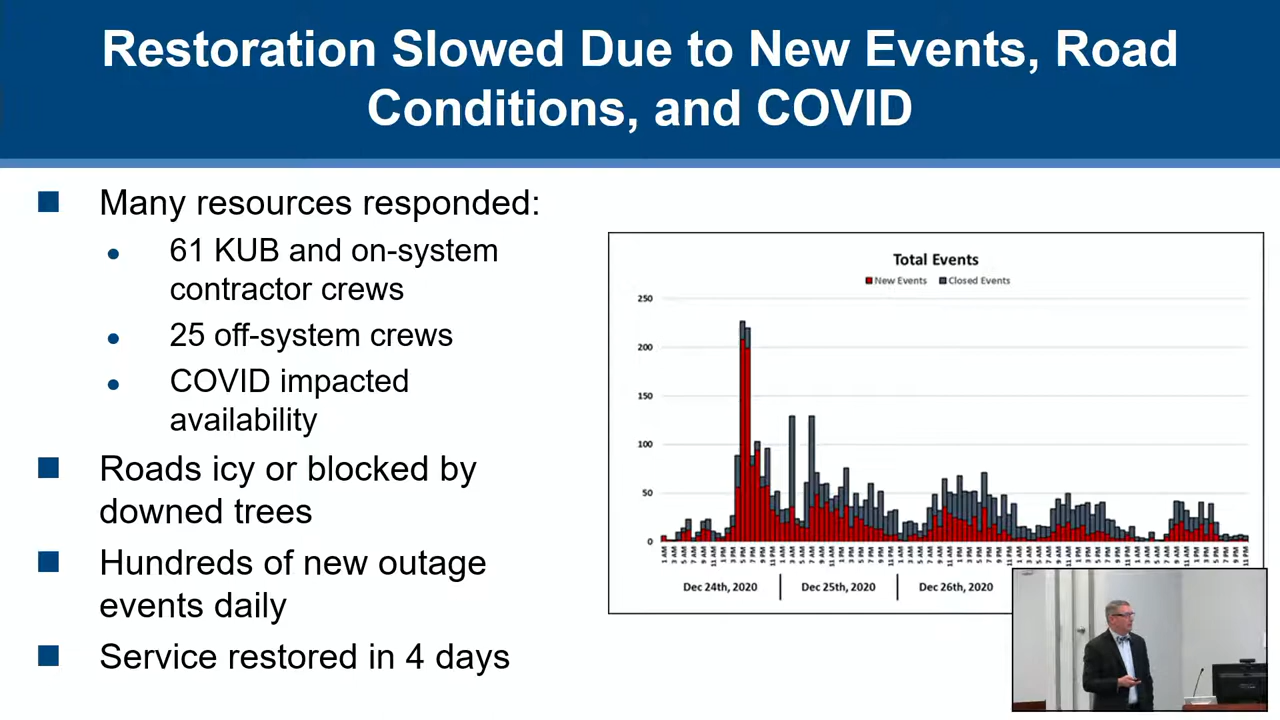 Restoration Slowed Due to New Events, Road
Conditions, and COVID
Many resources responded:
61 KUB and on-system
contractor crews
25 off-system crews
COVID impacted
availability
Roads icy or blocked by
downed trees
Hundreds of new outage
events daily
Service restored in 4 days
Total Events
New Events Closed Events
250
200
150
100
50
0
Dec 24th, 2020 Dec 25th, 2020 Dec 26th, 2020